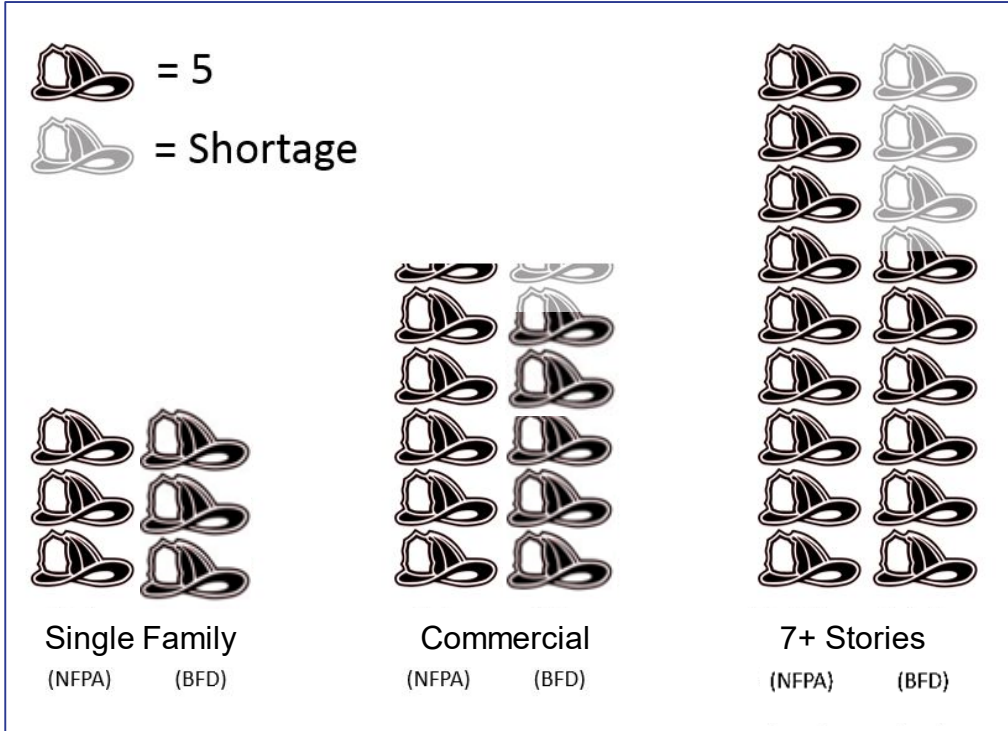 = 5
= Shortage
Single Family
Commercial
7+ Stories
(NFPA) (BFD)
(NFPA) (BFD)
(NFPA) (BFD)